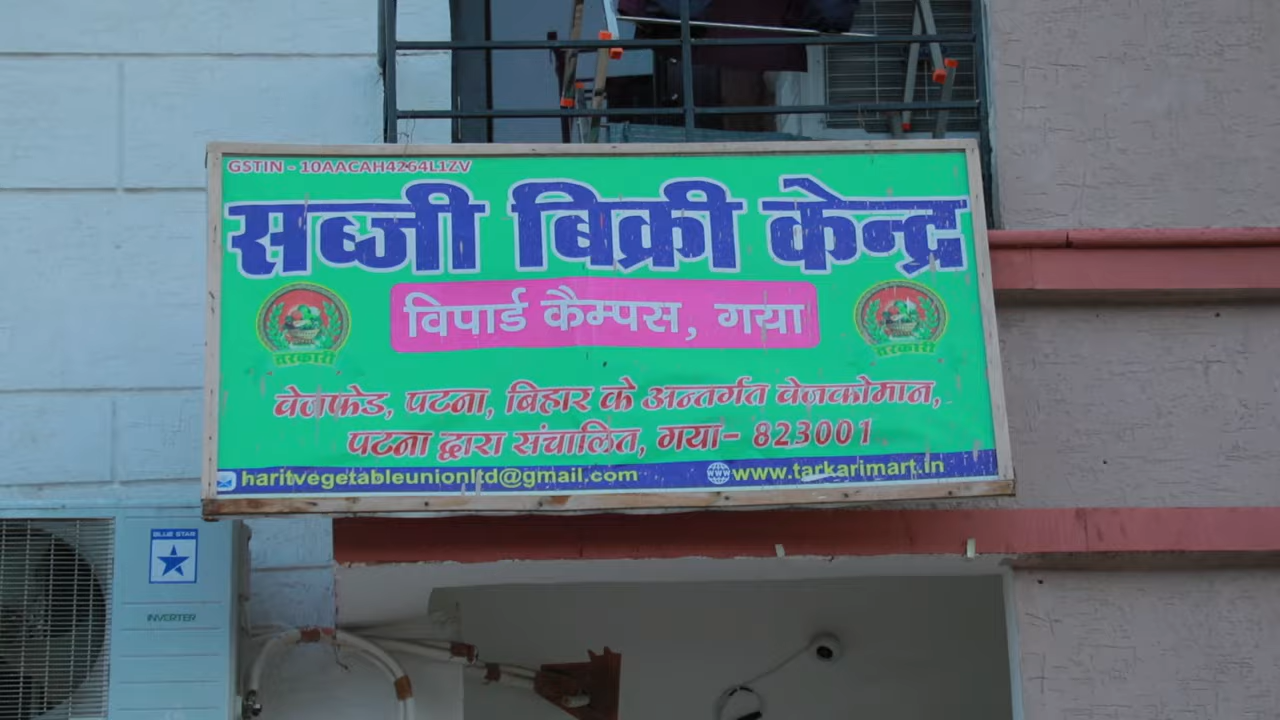 GSTIN - 10AACAH4264L1ZV
सब्जी बिक्री केन्द्र
विपार्ड कैम्पस, गया
तरकारी
तरकारी
वेजफेड, पटना, बिहार के अन्तर्गत वेजकोमान,
पटना द्वारा संचालित, गया- 823001
haritvegetableunionltd@gmail.com
www.tarkarimart.in
BLUE STAR
INVERTER